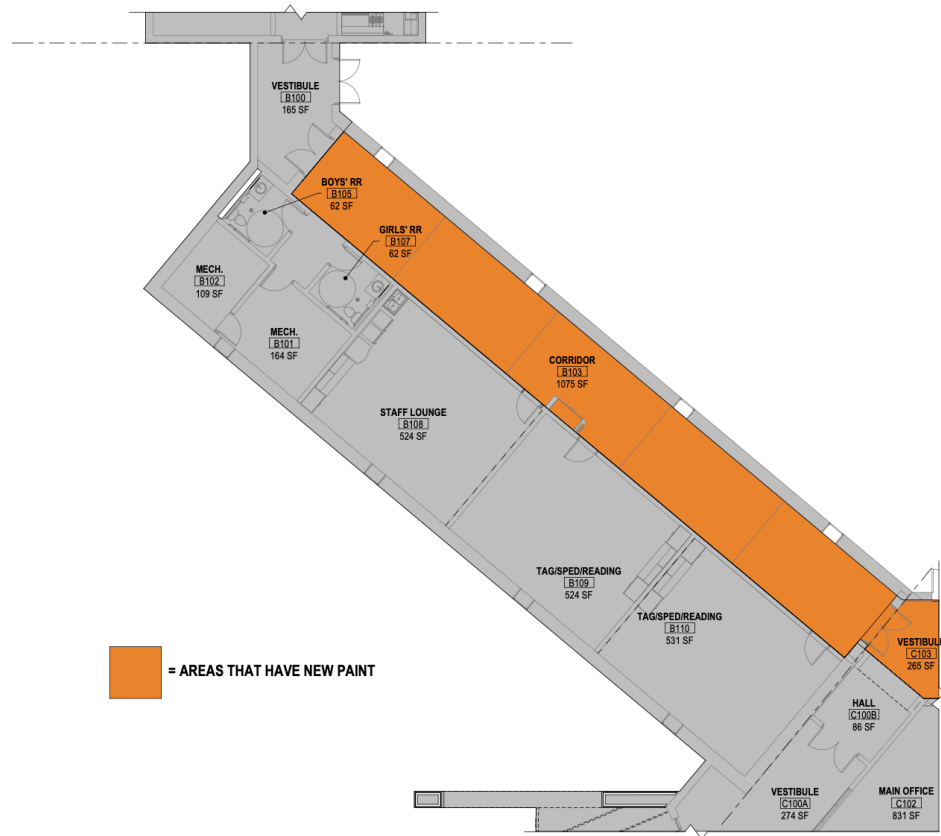 VESTIBULE
B100
165 SF
BOYS' RR
B105
62 SF
GIRLS' RR
B107
62 SF
MECH.
B102
109 SF
MECH.
B101
164 SF
CORRIDOR
B103
1075 SF
STAFF LOUNGE
B108
524 SF
TAG/SPED/READING
B109
524 SF
TAG/SPED/READING
B110
531 SF
VESTIBUL
C103
265 SF
= AREAS THAT HAVE NEW PAINT
HALL
C100B
86 SF
VESTIBULE
C100A
274 SF
MAIN OFFICE
C102
831 SF